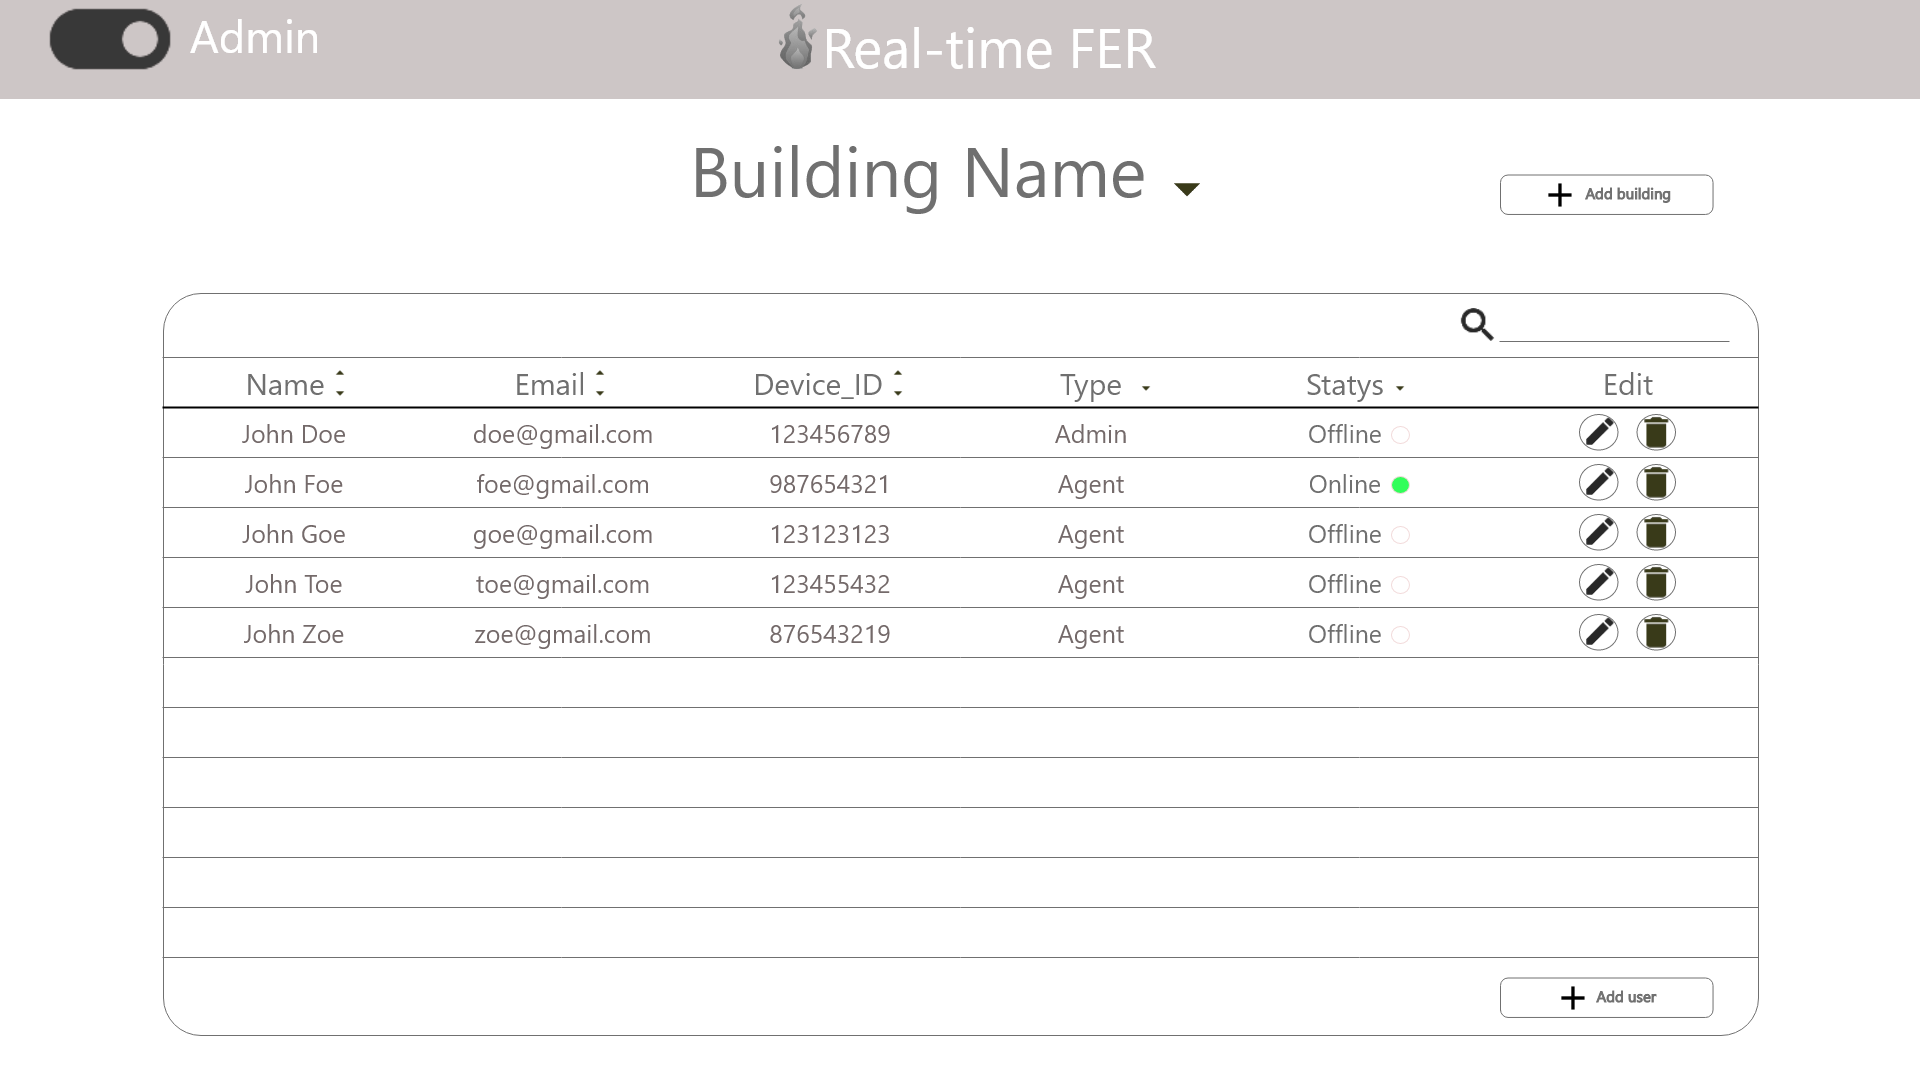 Admin
Real-time FER
Building Name
Add building
Name Email Device_ID Type Statys Edit
John Doe doe@gmail.com 123456789 Admin Offline
John Foe foe@gmail.com 987654321 Agent Online
John Goe goe@gmail.com 123123123 Agent Offline
John Toe toe@gmail.com 123455432 Agent Offline
John Zoe zoe@gmail.com 876543219 Agent Offline
Add user